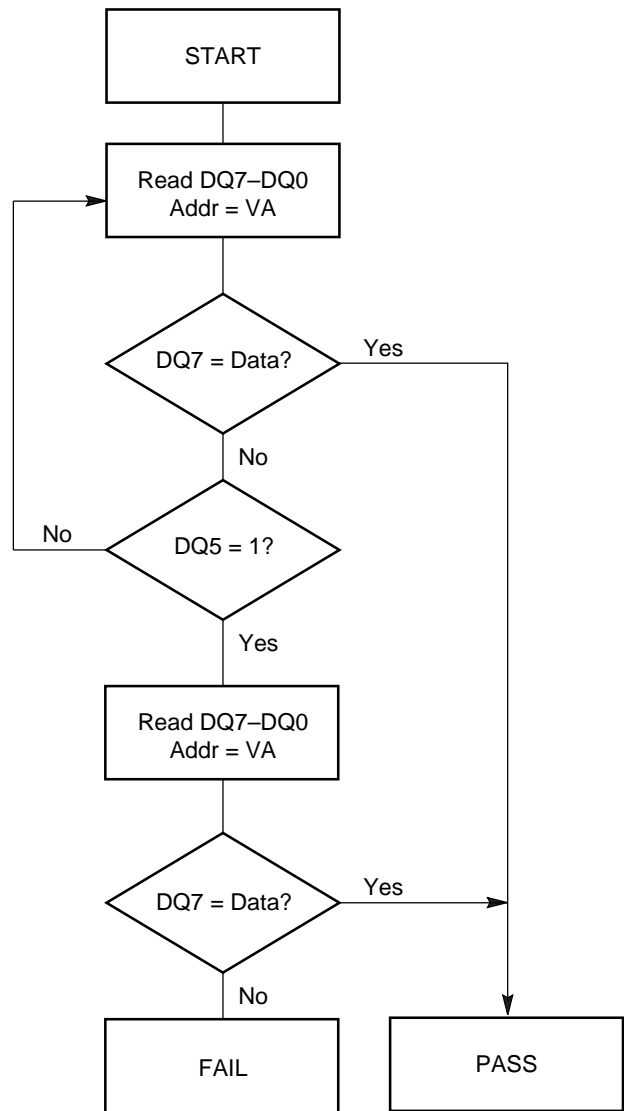 START
Read DQ7–DQ0
Addr = VA
DQ7 = Data?
Yes
No
No
DQ5 = 1?
Yes
Read DQ7–DQ0
Addr = VA
DQ7 = Data?
Yes
No
FAIL
PASS